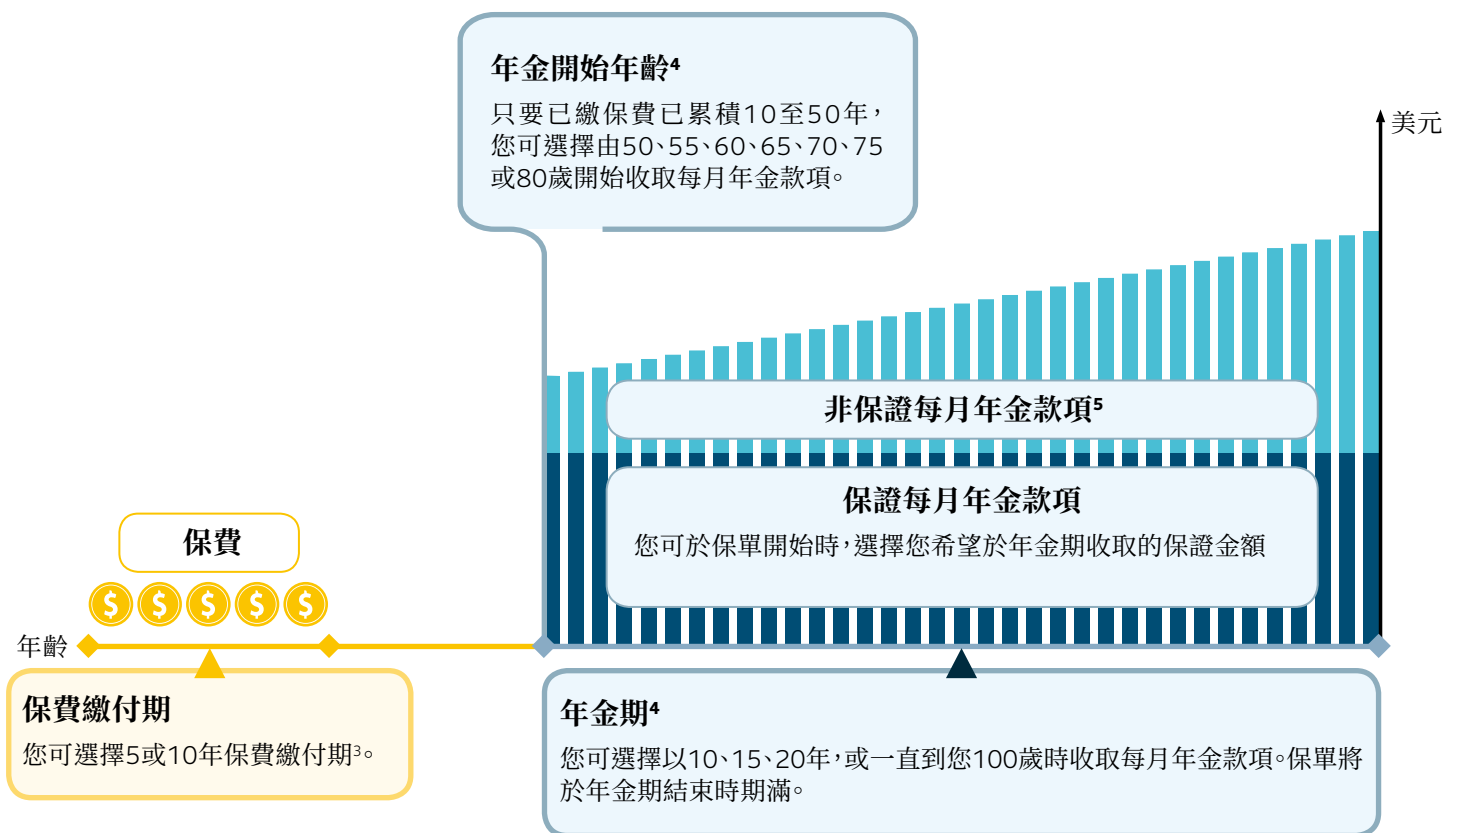 年金開始年齡⁴
只要已繳保費已累積10至50年，
您可選擇由50、55、60、65、70、75
或80歲開始收取每月年金款項。
美元
非保證每月年金款項⁵
保證每月年金款項
您可於保單開始時，選擇您希望於年金期收取的保證金額
保費
$ $ $ $ $
年齡
保費繳付期
您可選擇5或10年保費繳付期³。
年金期⁴
您可選擇以10、15、20年，或一直到您100歲時收取每月年金款項。保單將
於年金期結束時期滿。